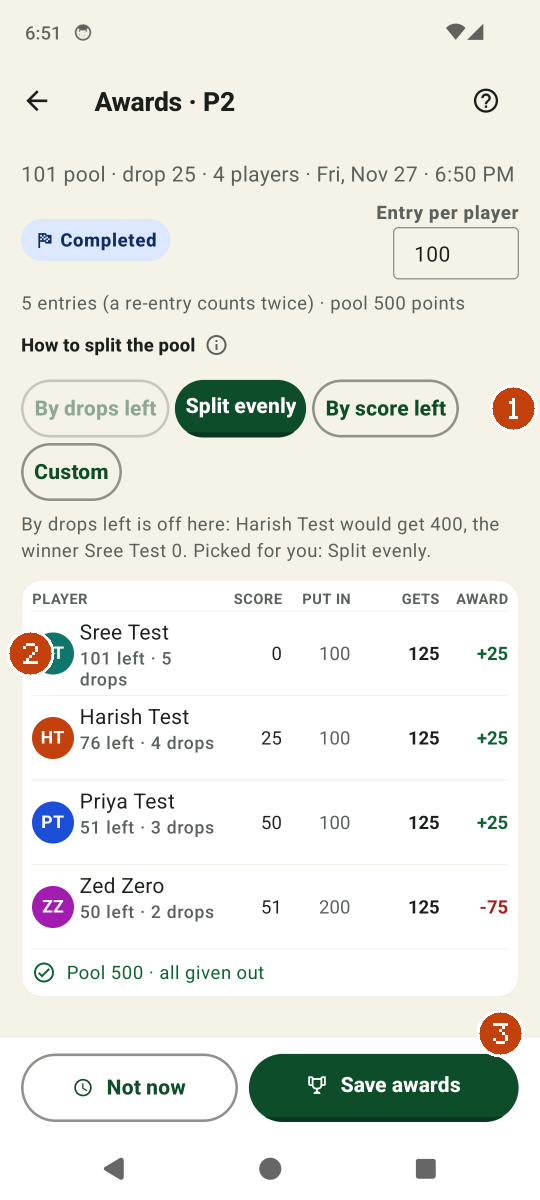 6:51
Awards · P2
101 pool · drop 25 · 4 players · Fri, Nov 27 · 6:50 PM
Entry per player
Completed
100
5 entries (a re-entry counts twice) · pool 500 points
How to split the pool
By drops left
Split evenly
By score left
1
Custom
By drops left is off here: Harish Test would get 400, the
winner Sree Test 0. Picked for you: Split evenly.
PLAYER SCORE PUT IN GETS AWARD
2
T
Sree Test
101 left · 5
drops
0 100 125 +25
HT
Harish Test
76 left · 4 drops
25 100 125 +25
PT
Priya Test
51 left · 3 drops
50 100 125 +25
ZZ
Zed Zero
50 left · 2 drops
51 200 125 -75
Pool 500 · all given out
3
Not now
Save awards